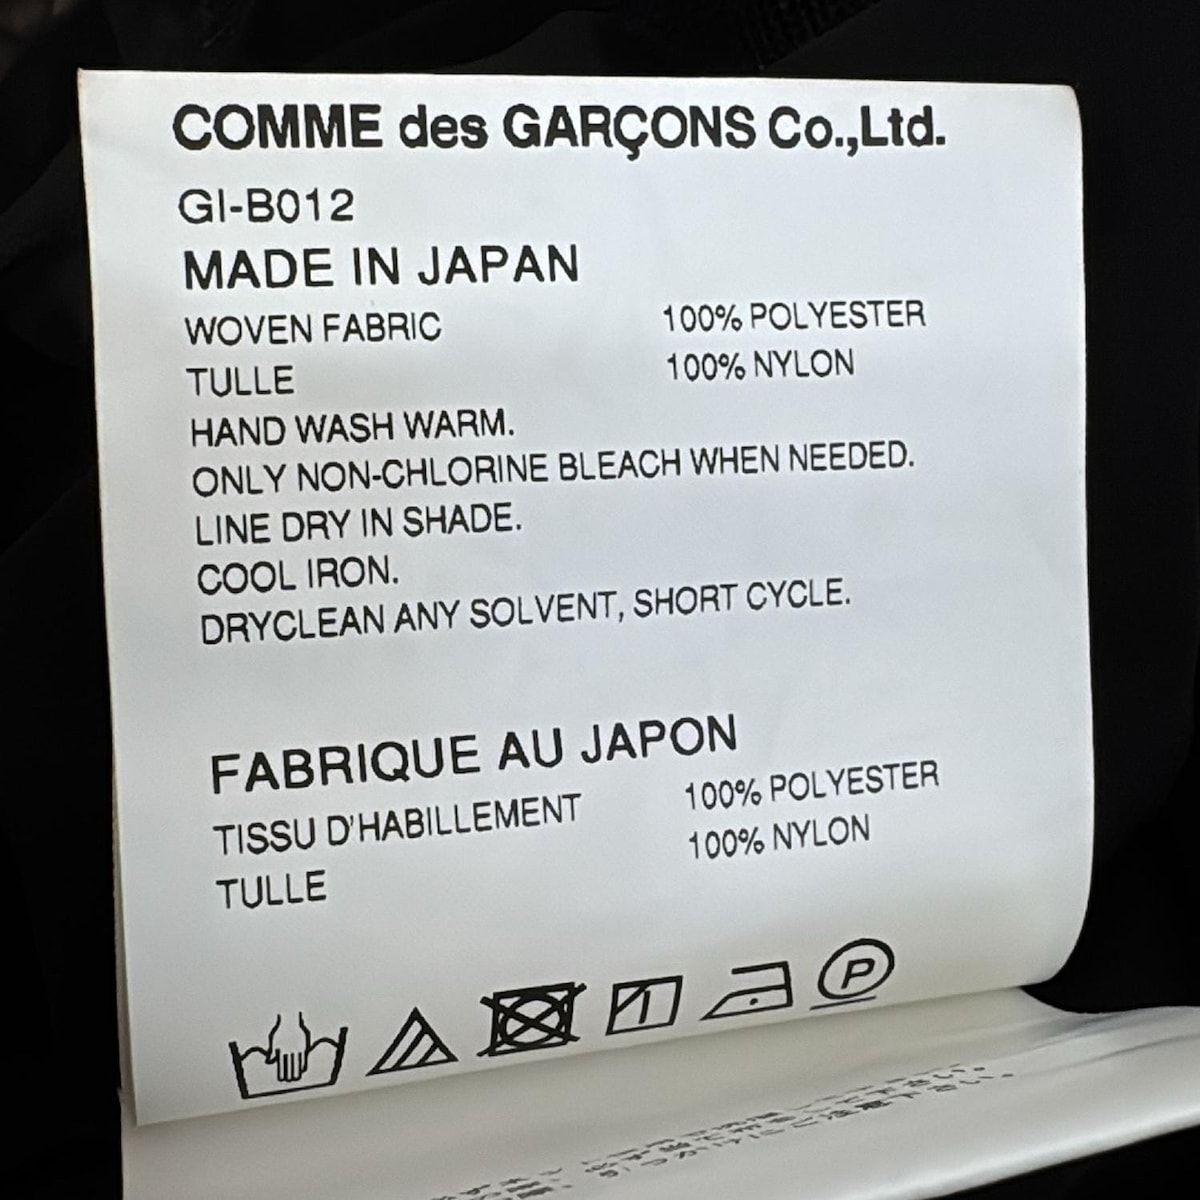 COMME des GARÇONS Co.,Ltd.
GI-B012
MADE IN JAPAN
WOVEN FABRIC 100% POLYESTER
TULLE 100% NYLON
HAND WASH WARM.
ONLY NON-CHLORINE BLEACH WHEN NEEDED.
LINE DRY IN SHADE.
COOL IRON.
DRYCLEAN ANY SOLVENT, SHORT CYCLE.
FABRIQUE AU JAPON
TISSU D'HABILLEMENT 100% POLYESTER
TULLE 100% NYLON
P